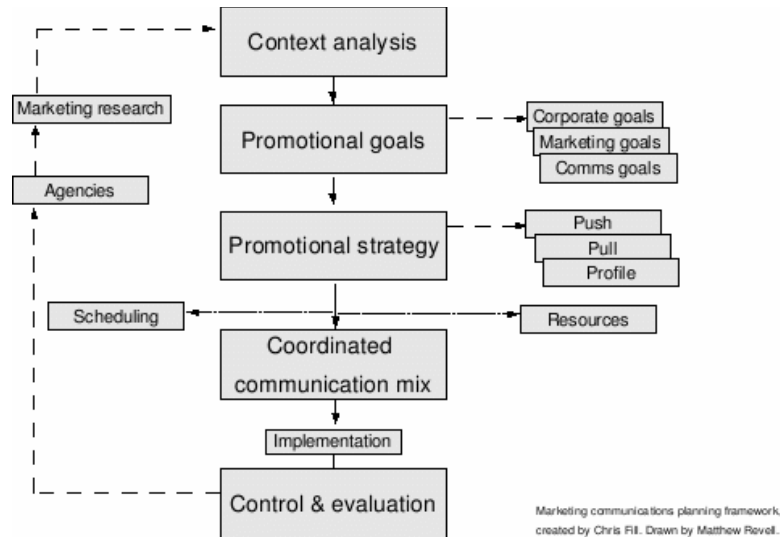 Context analysis
Marketing research
Promotional goals
Corporate goals
Marketing goals
Comms goals
Agencies
Promotional strategy
Push
Pull
Profile
Scheduling
Resources
Coordinated
communication mix
Implementation
Control & evaluation
Marketing communications planning framework,
created by Chris Fill. Drawn by Matthew Revell.